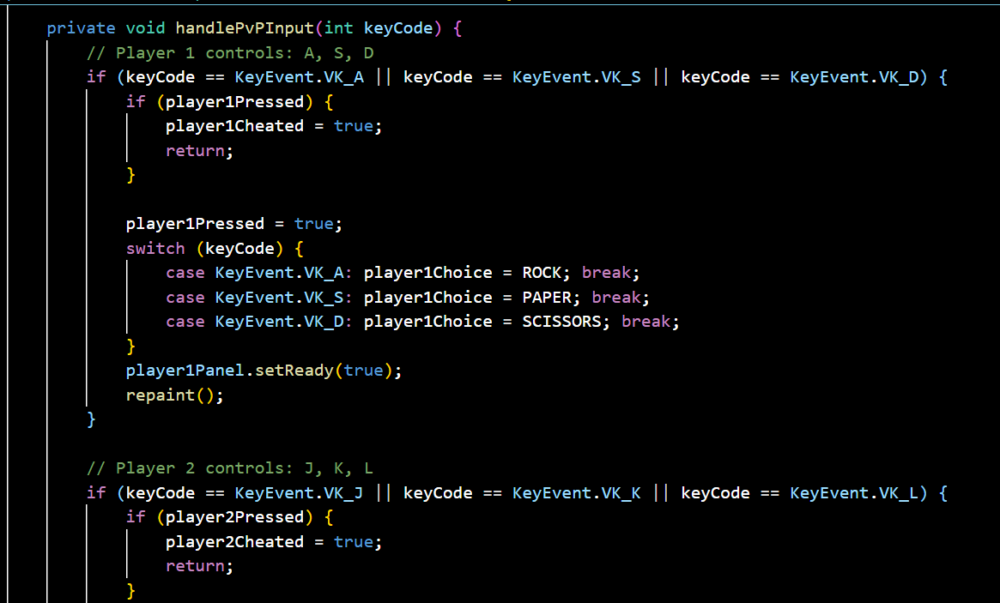 private void handlePvPInput(int keyCode) {
    // Player 1 controls: A, S, D
    if (keyCode == KeyEvent.VK_A || keyCode == KeyEvent.VK_S || keyCode == KeyEvent.VK_D) {
        if (player1Pressed) {
            player1Cheated = true;
            return;
        }

        player1Pressed = true;
        switch (keyCode) {
            case KeyEvent.VK_A: player1Choice = ROCK; break;
            case KeyEvent.VK_S: player1Choice = PAPER; break;
            case KeyEvent.VK_D: player1Choice = SCISSORS; break;
        }
        player1Panel.setReady(true);
        repaint();
    }

    // Player 2 controls: J, K, L
    if (keyCode == KeyEvent.VK_J || keyCode == KeyEvent.VK_K || keyCode == KeyEvent.VK_L) {
        if (player2Pressed) {
            player2Cheated = true;
            return;
        }